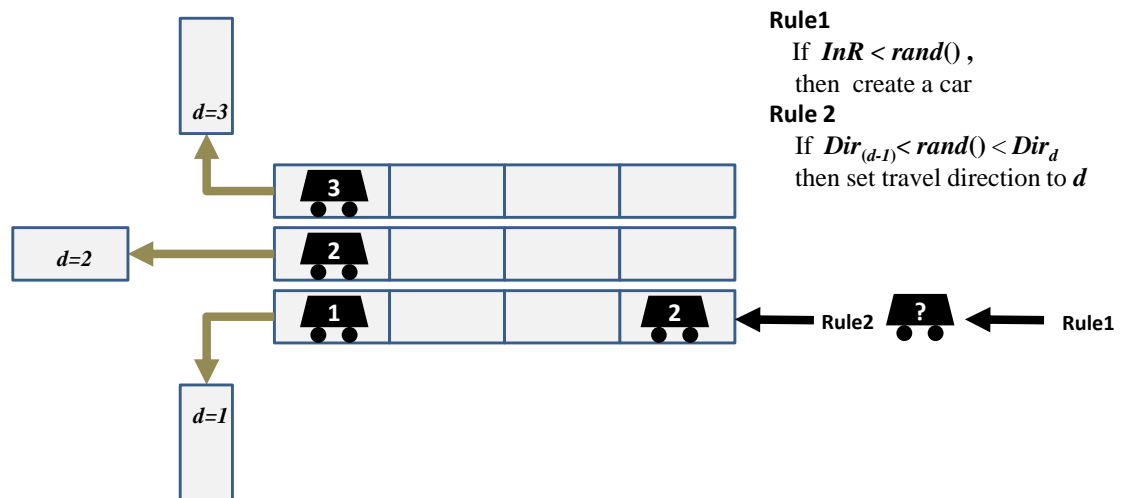 Rule1
If InR < rand() ,
then create a car
Rule 2
If Dir(d-1)< rand() < Dird
then set travel direction to d
d=3
3
d=2
2
1
2
Rule2
?
Rule1
d=1